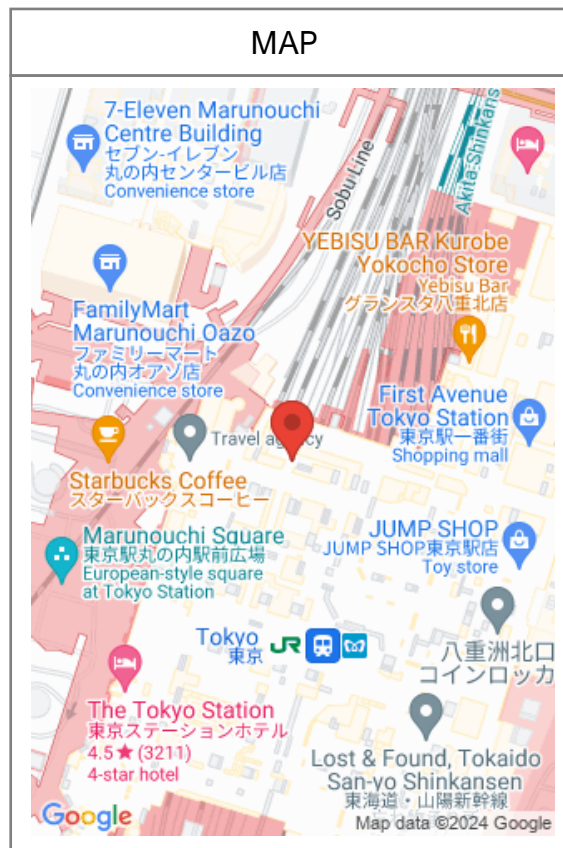 MAP
7-Eleven Marunouchi
Centre Building
セブン-イレブン
丸の内センタービル店
Convenience store
Sobu Line
Akita Shinkans
YEBISU BAR Kurobe
Yokocho Store
Yebisu Bar
グランスタ八重北店
FamilyMart
Marunouchi Oazo
ファミリーマート
丸の内オアゾ店
Convenience store
First Avenue
Tokyo Station
東京駅一番街
Shopping mall
Travel agency
Starbucks Coffee
スターバックスコーヒー
Marunouchi Square
東京駅丸の内駅前広場
European-style square
at Tokyo Station
JUMP SHOP
JUMP SHOP東京駅店
Toy store
Tokyo
東京
JR
八重洲北口
コインロッカ
The Tokyo Station
東京ステーションホテル
4.5★ (3211)
4-star hotel
Lost & Found, Tokaido
San-yo Shinkansen
東海道・山陽新幹線
Google
Map data ©2024 Google